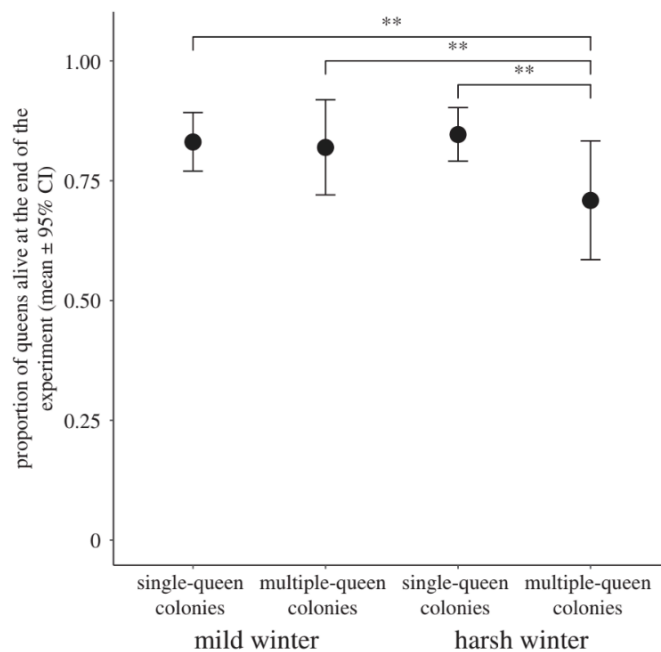 proportion of queens alive at the end of the
experiment (mean ± 95% CI)
1.00
0.75
0.50
0.25
0
**
**
**
single-queen
colonies
multiple-queen
colonies
single-queen
colonies
multiple-queen
colonies
mild winter
harsh winter